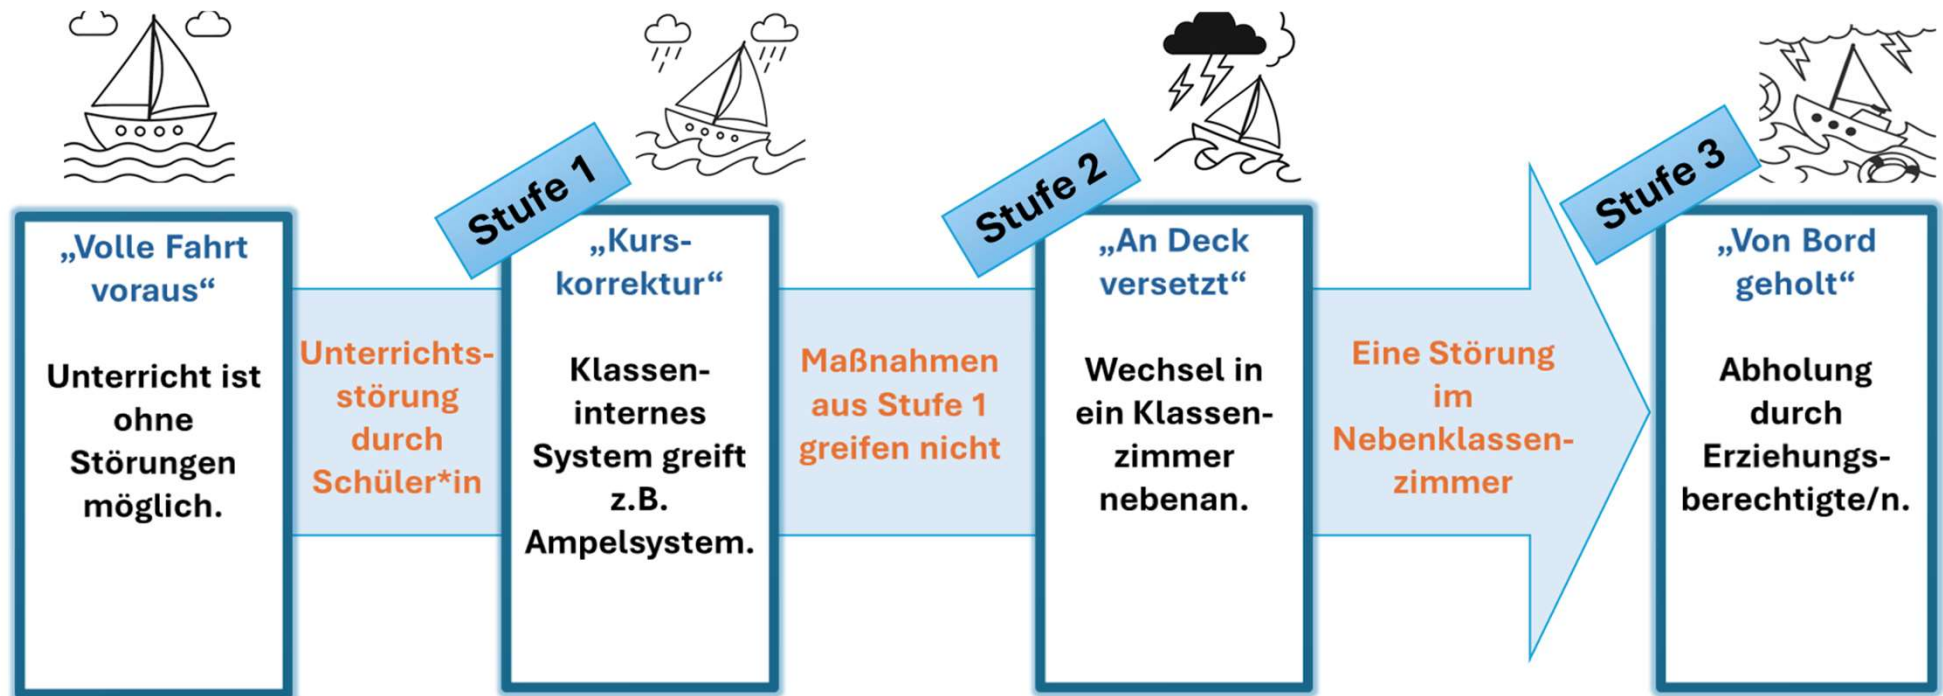 „Volle Fahrt
voraus“
Unterricht ist
ohne
Störungen
möglich.
Unterrichts-
störung
durch
Schüler*in
Stufe 1
„Kurs-
korrektur“
Klassen-
internes
System greift
z.B.
Ampelsystem.
Maßnahmen
aus Stufe 1
greifen nicht
Stufe 2
„An Deck
versetzt“
Wechsel in
ein Klassen-
zimmer
nebenan.
Eine Störung
im
Nebenklassen-
zimmer
Stufe 3
„Von Bord
geholt“
Abholung
durch
Erziehungs-
berechtigte/n.